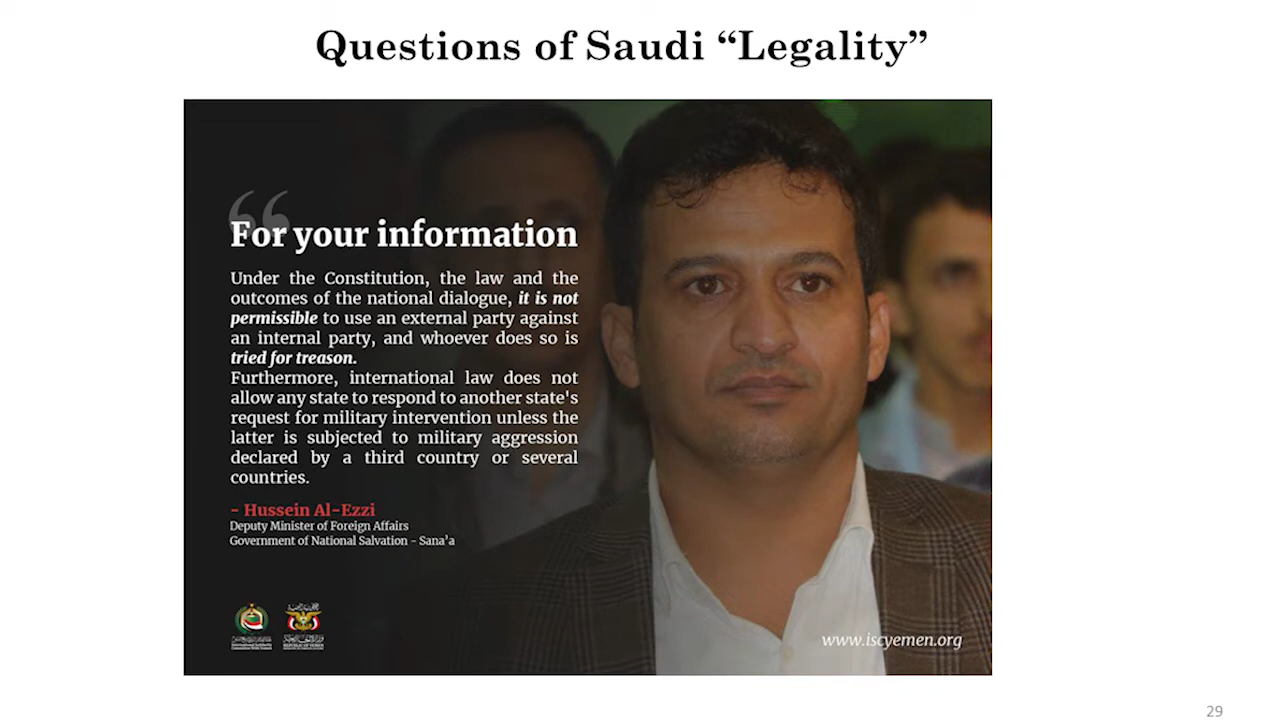 Questions of Saudi “Legality”
“
For your information
Under the Constitution, the law and the
outcomes of the national dialogue, it is not
permissible to use an external party against
an internal party, and whoever does so is
tried for treason.
Furthermore, international law does not
allow any state to respond to another state's
request for military intervention unless the
latter is subjected to military aggression
declared by a third country or several
countries.
- Hussein Al-Ezzi
Deputy Minister of Foreign Affairs
Government of National Salvation - Sana’a
REPUBLIC OF YEMEN
www.iscyemen.org
29